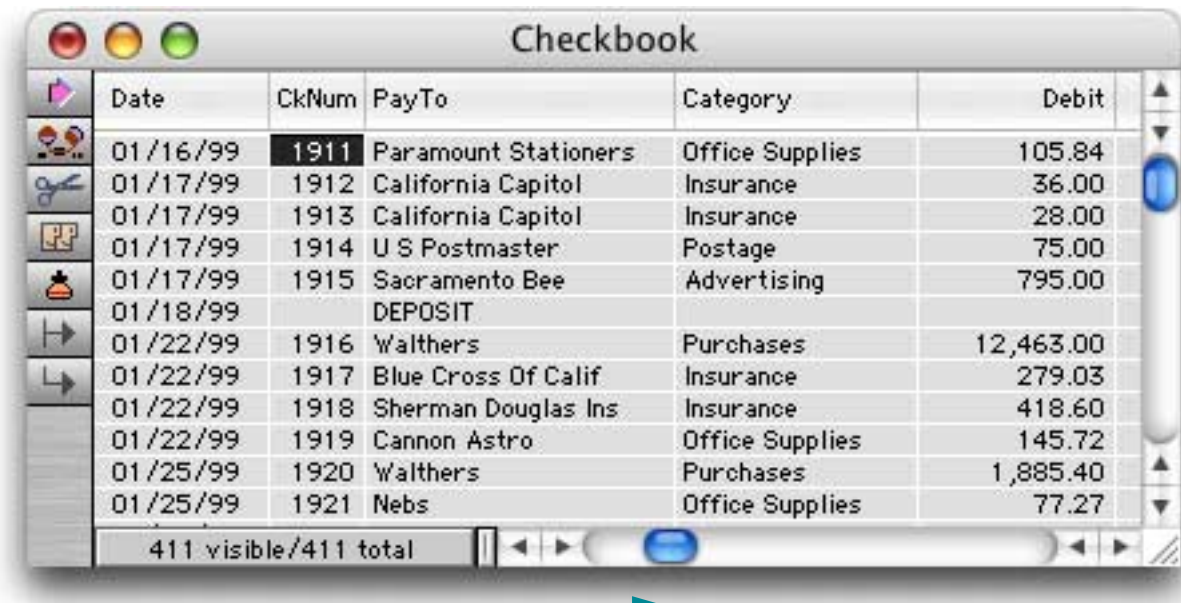 Checkbook
Date CkNum PayTo Category Debit
01/16/99 1911 Paramount Stationers Office Supplies 105.84
01/17/99 1912 California Capitol Insurance 36.00
01/17/99 1913 California Capitol Insurance 28.00
01/17/99 1914 U S Postmaster Postage 75.00
01/17/99 1915 Sacramento Bee Advertising 795.00
01/18/99 DEPOSIT
01/22/99 1916 Walthers Purchases 12,463.00
01/22/99 1917 Blue Cross Of Calif Insurance 279.03
01/22/99 1918 Sherman Douglas Ins Insurance 418.60
01/22/99 1919 Cannon Astro Office Supplies 145.72
01/25/99 1920 Walthers Purchases 1,885.40
01/25/99 1921 Nebs Office Supplies 77.27
411 visible/411 total